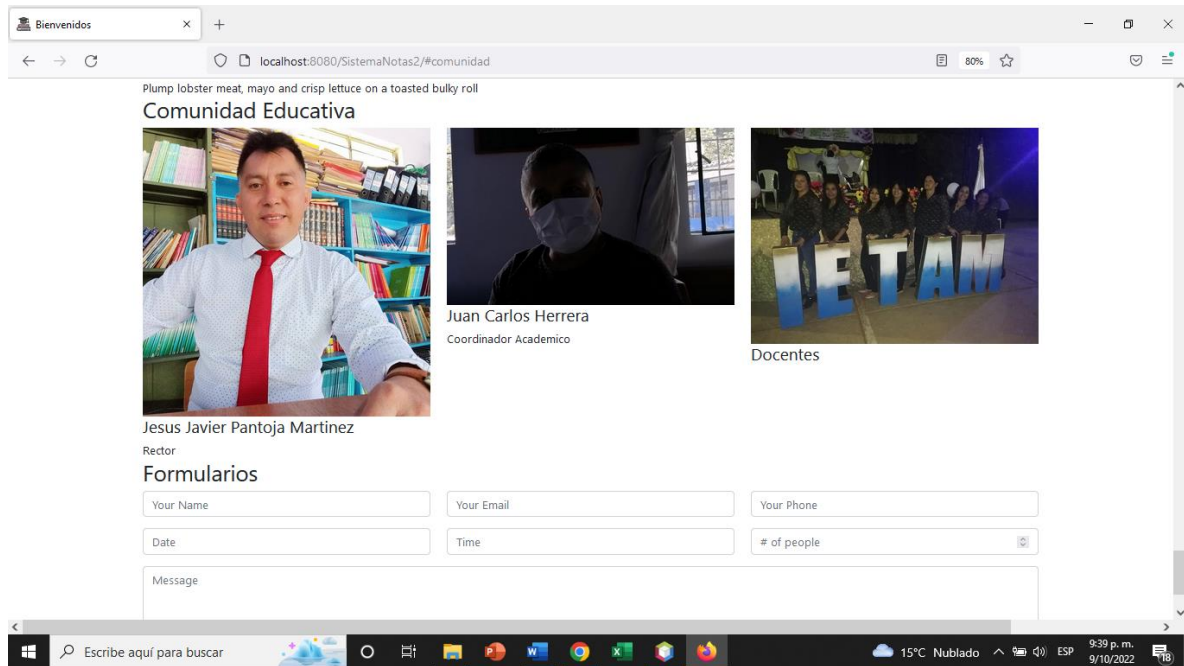 Bienvenidos
localhost:8080/SistemaNotas2/#comunidad
80%
Plump lobster meat, mayo and crisp lettuce on a toasted bulky roll
Comunidad Educativa
IETAM
Juan Carlos Herrera
Coordinador Academico
Docentes
Jesus Javier Pantoja Martinez
Rector
Formularios
Your Name
Your Email
Your Phone
Date
Time
# of people
Message
Escribe aquí para buscar
15°C Nublado
ESP
9:39 p. m.
9/10/2022
18